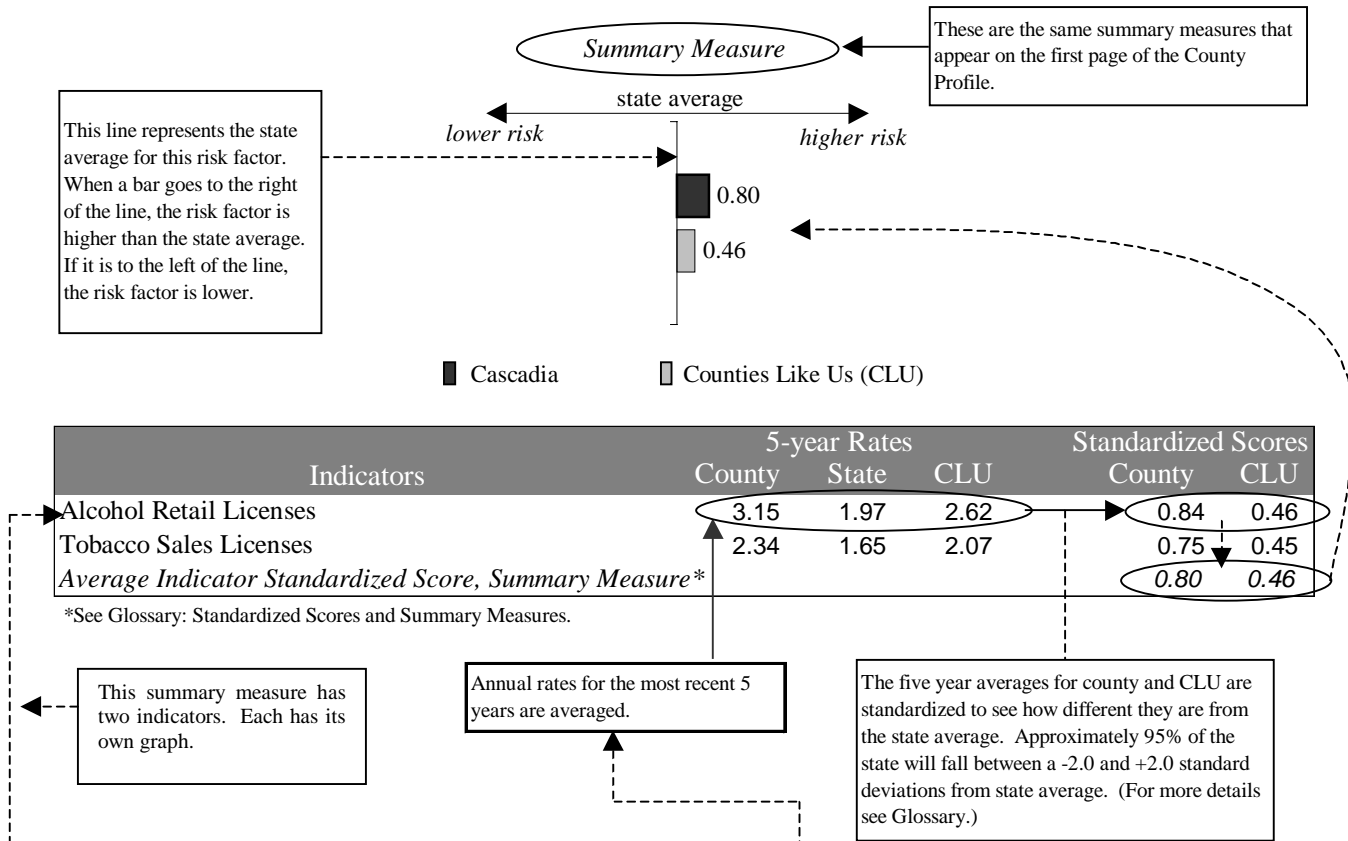 Summary Measure
These are the same summary measures that
appear on the first page of the County
Profile.
This line represents the state
average for this risk factor.
When a bar goes to the right
of the line, the risk factor is
higher than the state average.
If it is to the left of the line,
the risk factor is lower.
state average
lower risk higher risk
0.80
0.46
Cascadia Counties Like Us (CLU)
5-year Rates Standardized Scores
Indicators County State CLU County CLU
Alcohol Retail Licenses 3.15 1.97 2.62 0.84 0.46
Tobacco Sales Licenses 2.34 1.65 2.07 0.75 0.45
Average Indicator Standardized Score, Summary Measure* 0.80 0.46
*See Glossary: Standardized Scores and Summary Measures.
This summary measure has
two indicators. Each has its
own graph.
Annual rates for the most recent 5
years are averaged.
The five year averages for county and CLU are
standardized to see how different they are from
the state average. Approximately 95% of the
state will fall between a -2.0 and +2.0 standard
deviations from state average. (For more details
see Glossary.)